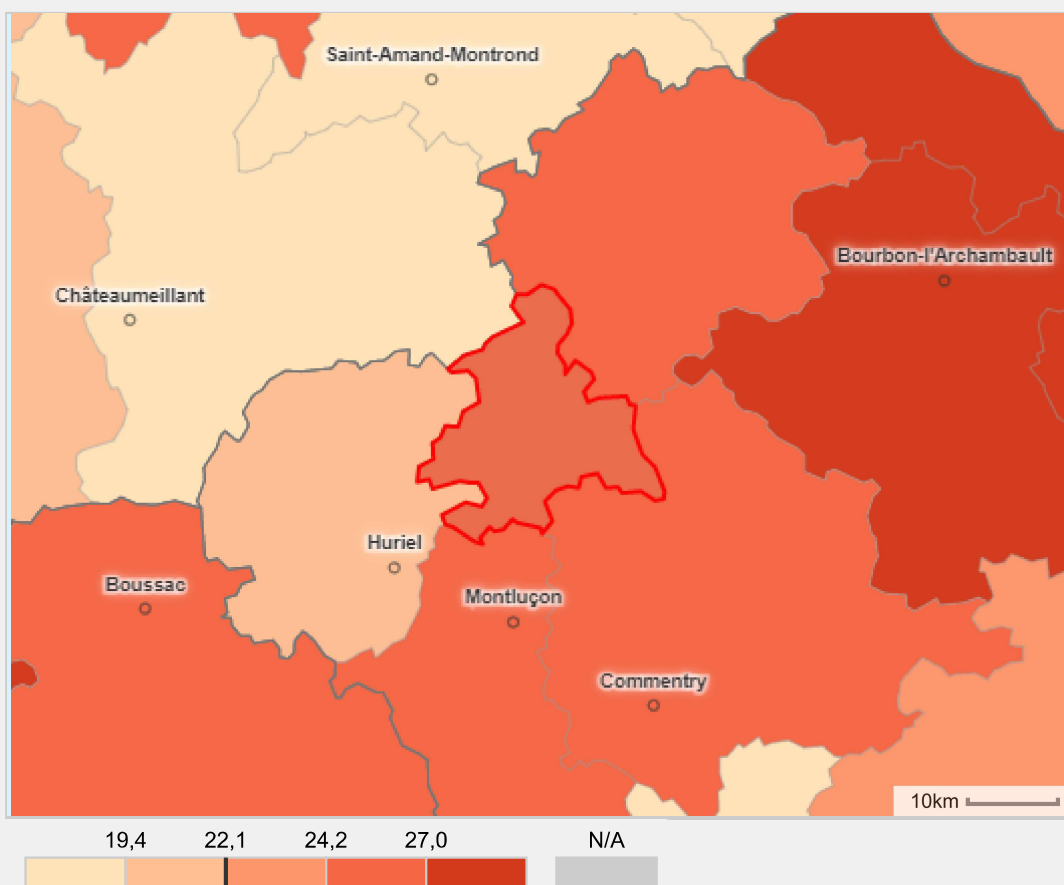 Saint-Amand-Montrond
Bourbon-l'Archambault
Châteaumeillant
Huriel
Boussac
Montluçon
Commentry
10km
19,4 22,1 24,2 27,0 N/A